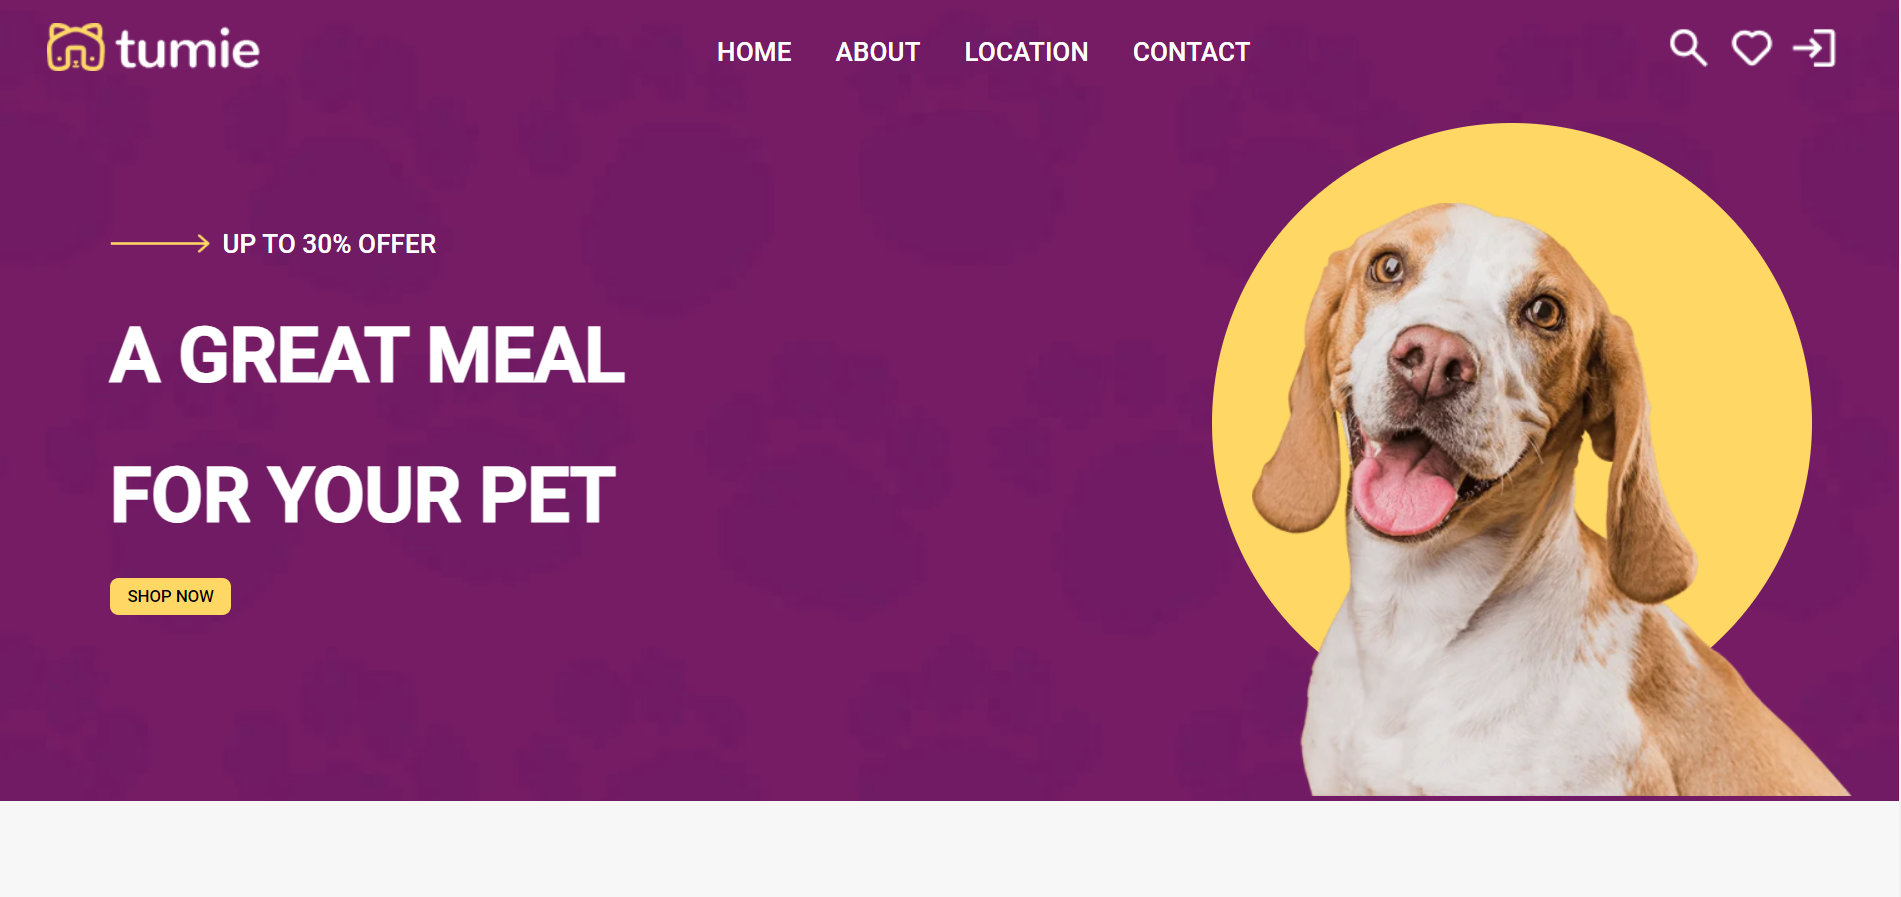 tumie
HOME ABOUT LOCATION CONTACT
UP TO 30% OFFER
A GREAT MEAL
FOR YOUR PET
SHOP NOW